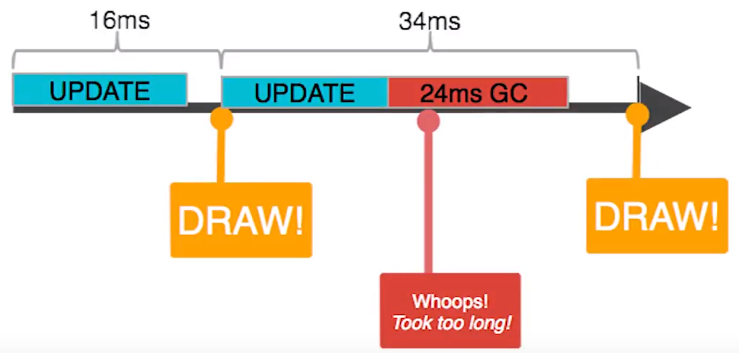 16ms
34ms
UPDATE
UPDATE
24ms GC
DRAW!
DRAW!
Whoops!
Took too long!